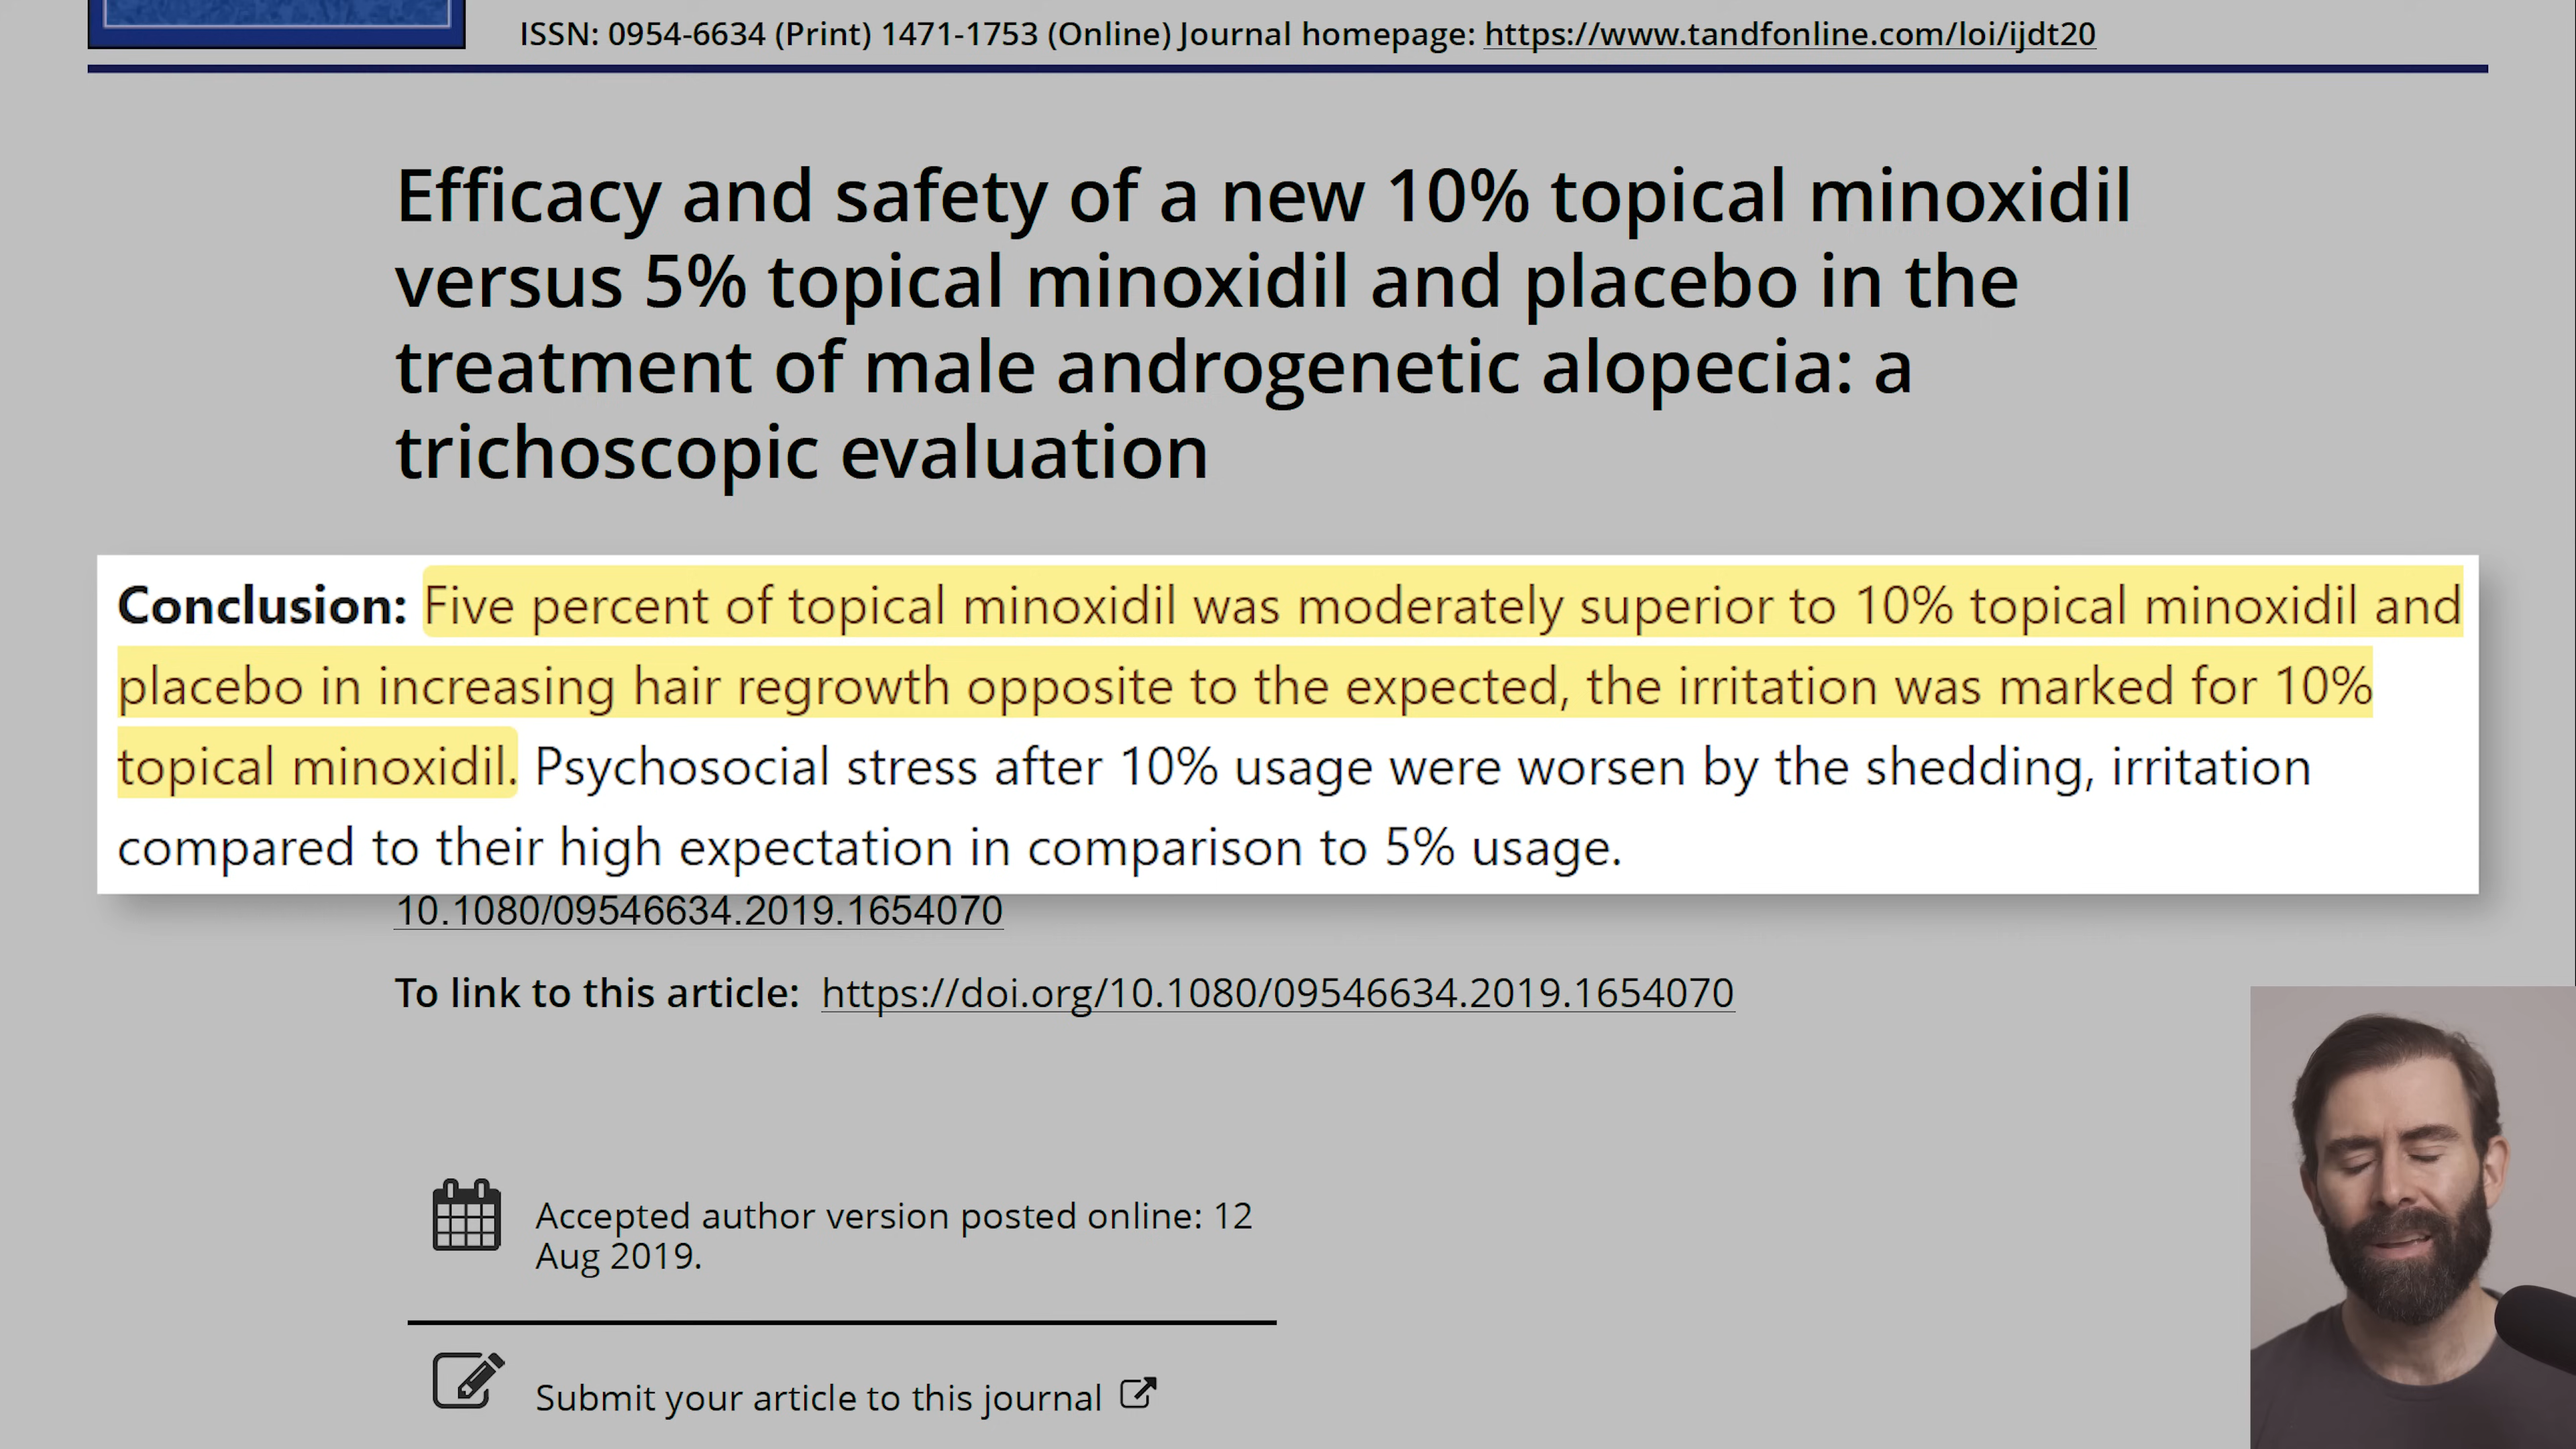 ISSN: 0954-6634 (Print) 1471-1753 (Online) Journal homepage: https://www.tandfonline.com/loi/ijdt20
Efficacy and safety of a new 10% topical minoxidil
versus 5% topical minoxidil and placebo in the
treatment of male androgenetic alopecia: a
trichoscopic evaluation
Conclusion: Five percent of topical minoxidil was moderately superior to 10% topical minoxidil and
placebo in increasing hair regrowth opposite to the expected, the irritation was marked for 10%
topical minoxidil. Psychosocial stress after 10% usage were worsen by the shedding, irritation
compared to their high expectation in comparison to 5% usage.
10.1080/09546634.2019.1654070
To link to this article: https://doi.org/10.1080/09546634.2019.1654070
Accepted author version posted online: 12
Aug 2019.
Submit your article to this journal